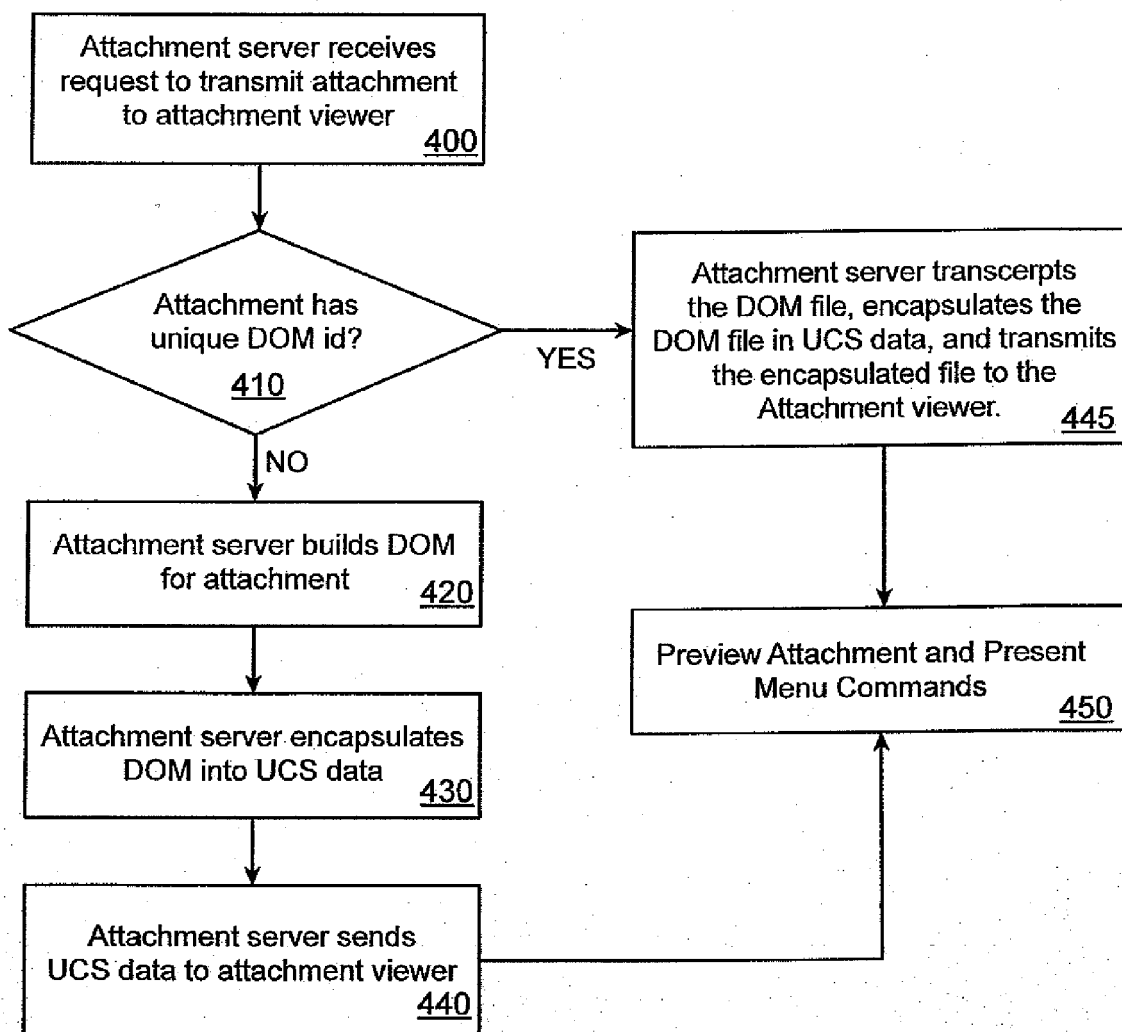 Attachment server receives
request to transmit attachment
to attachment viewer
400
Attachment has
unique DOM id?
410
YES
NO
Attachment server transcerpts
the DOM file, encapsulates the
DOM file in UCS data, and transmits
the encapsulated file to the
Attachment viewer.
445
Attachment server builds DOM
for attachment
420
Attachment server encapsulates
DOM into UCS data
430
Attachment server sends
UCS data to attachment viewer
440
Preview Attachment and Present
Menu Commands
450